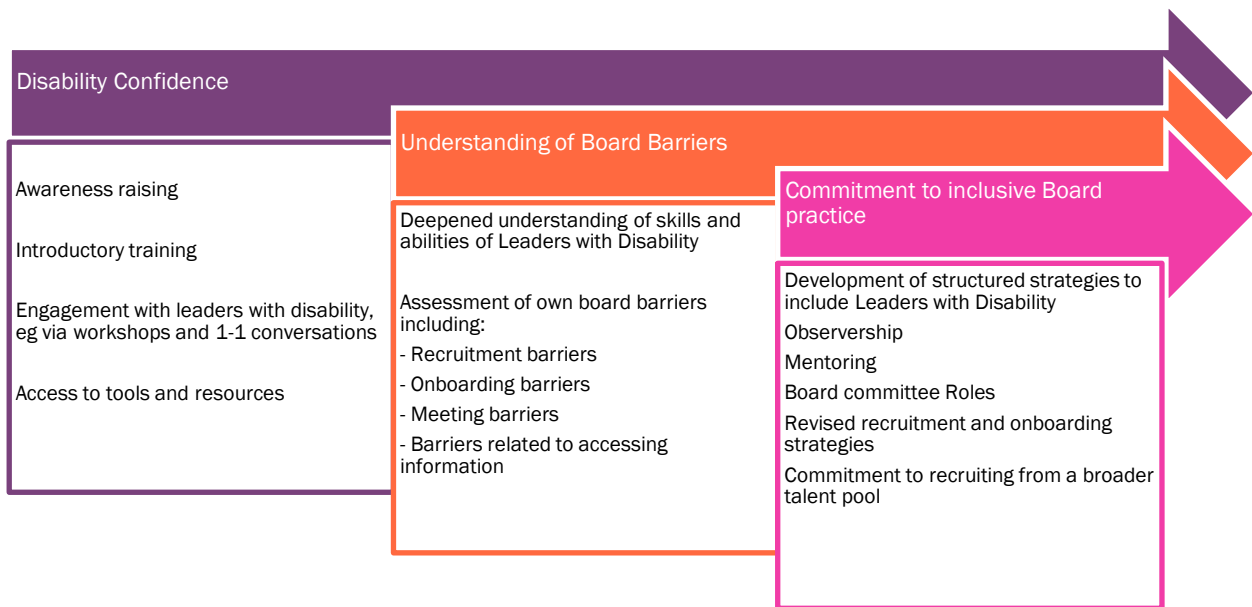 Disability Confidence
Awareness raising
Introductory training
Engagement with leaders with disability,
eg via workshops and 1-1 conversations
Access to tools and resources
Understanding of Board Barriers
Deepened understanding of skills and
abilities of Leaders with Disability
Assessment of own board barriers
including:
- Recruitment barriers
- Onboarding barriers
- Meeting barriers
- Barriers related to accessing
information
Commitment to inclusive Board
practice
Development of structured strategies to
include Leaders with Disability
Observership
Mentoring
Board committee Roles
Revised recruitment and onboarding
strategies
Commitment to recruiting from a broader
talent pool